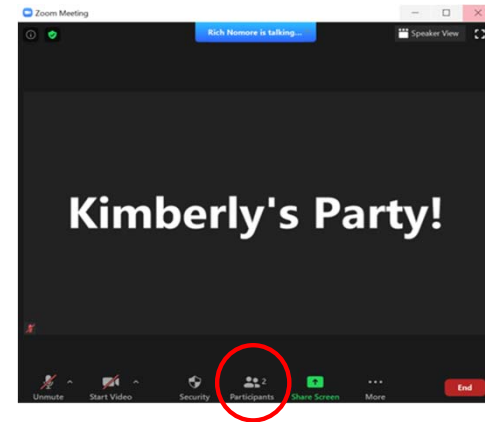 Zoom Meeting
Rich Nomore is talking...
Speaker View
Kimberly's Party!
2
Unmute Start Video Security Participants Share Screen More End